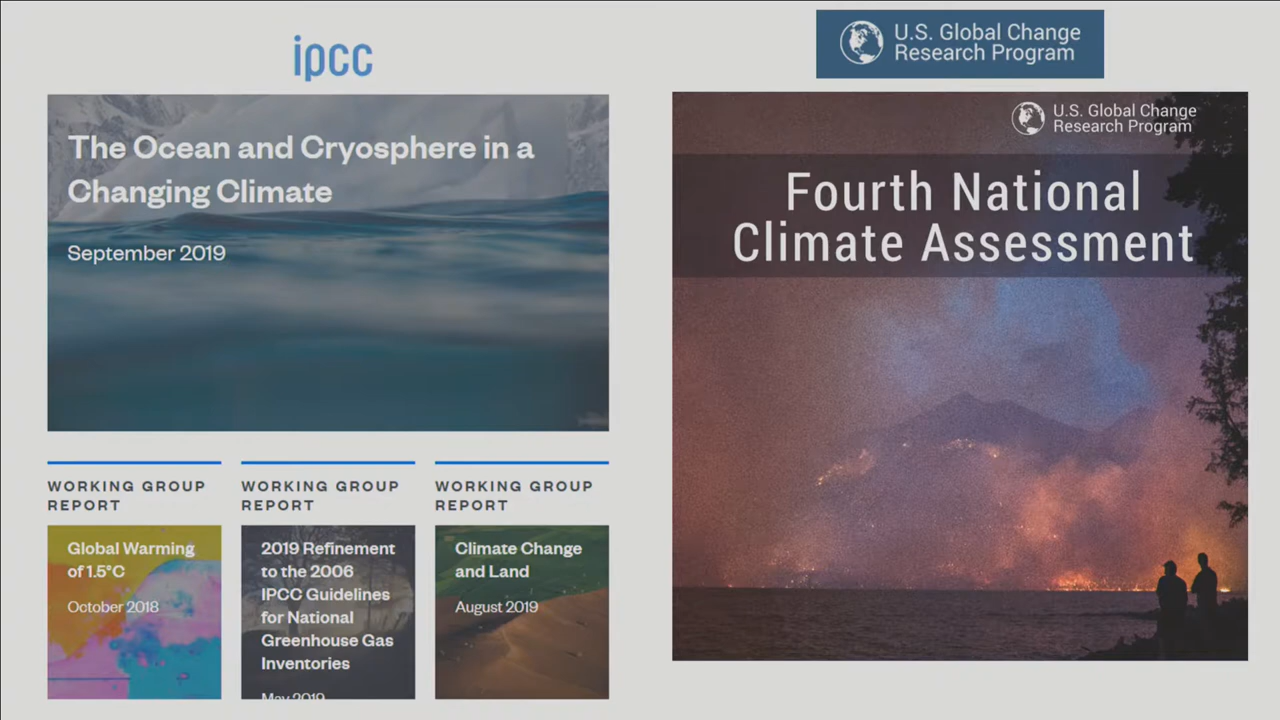 ipcc
The Ocean and Cryosphere in a
Changing Climate
September 2019
WORKING GROUP
REPORT
Global Warming
of 1.5°C
October 2018
WORKING GROUP
REPORT
2019 Refinement
to the 2006
IPCC Guidelines
for National
Greenhouse Gas
Inventories
May 2019
WORKING GROUP
REPORT
Climate Change
and Land
August 2019
U.S. Global Change
Research Program
U.S. Global Change
Research Program
Fourth National
Climate Assessment